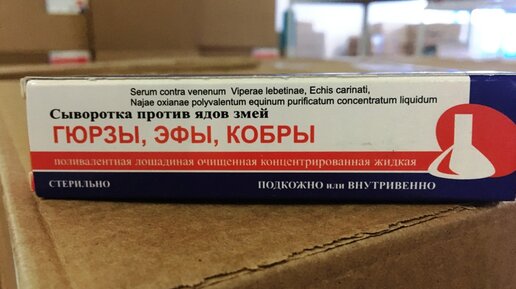 Serum contra venenum Viperae lebetinae, Echis carinati,
Najae oxianae polyvalentum equinum purificatum concentratum liquidum
Сыворотка против ядов змей
ГЮРЗЫ, ЭФЫ, КОБРЫ
поливалентная лошадиная очищенная концентрированная жидкая
СТЕРИЛЬНО ПОДКОЖНО или ВНУТРИВЕННО